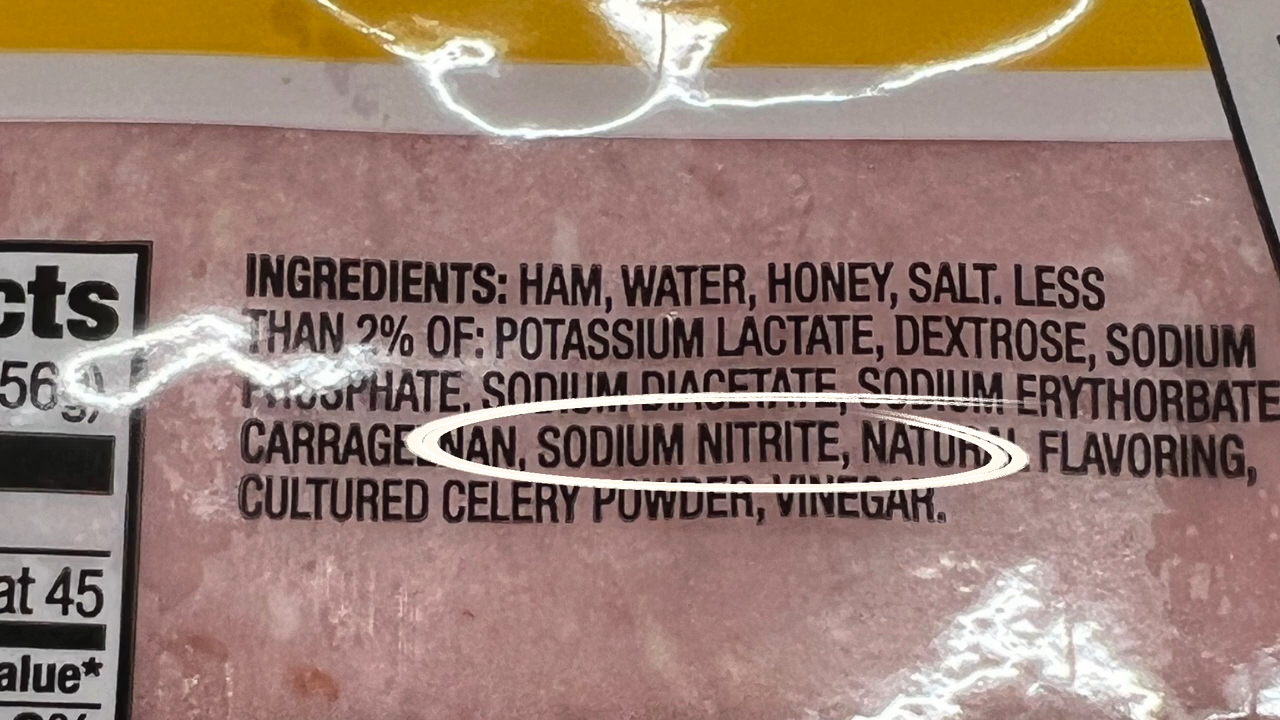 cts
56g)
at 45
alue*
INGREDIENTS: HAM, WATER, HONEY, SALT. LESS
THAN 2% OF: POTASSIUM LACTATE, DEXTROSE, SODIUM
PHOSPHATE, SODIUM DIACETATE, SODIUM ERYTHORBATE
CARRAGEENAN, SODIUM NITRITE, NATURAL FLAVORING,
CULTURED CELERY POWDER, VINEGAR.